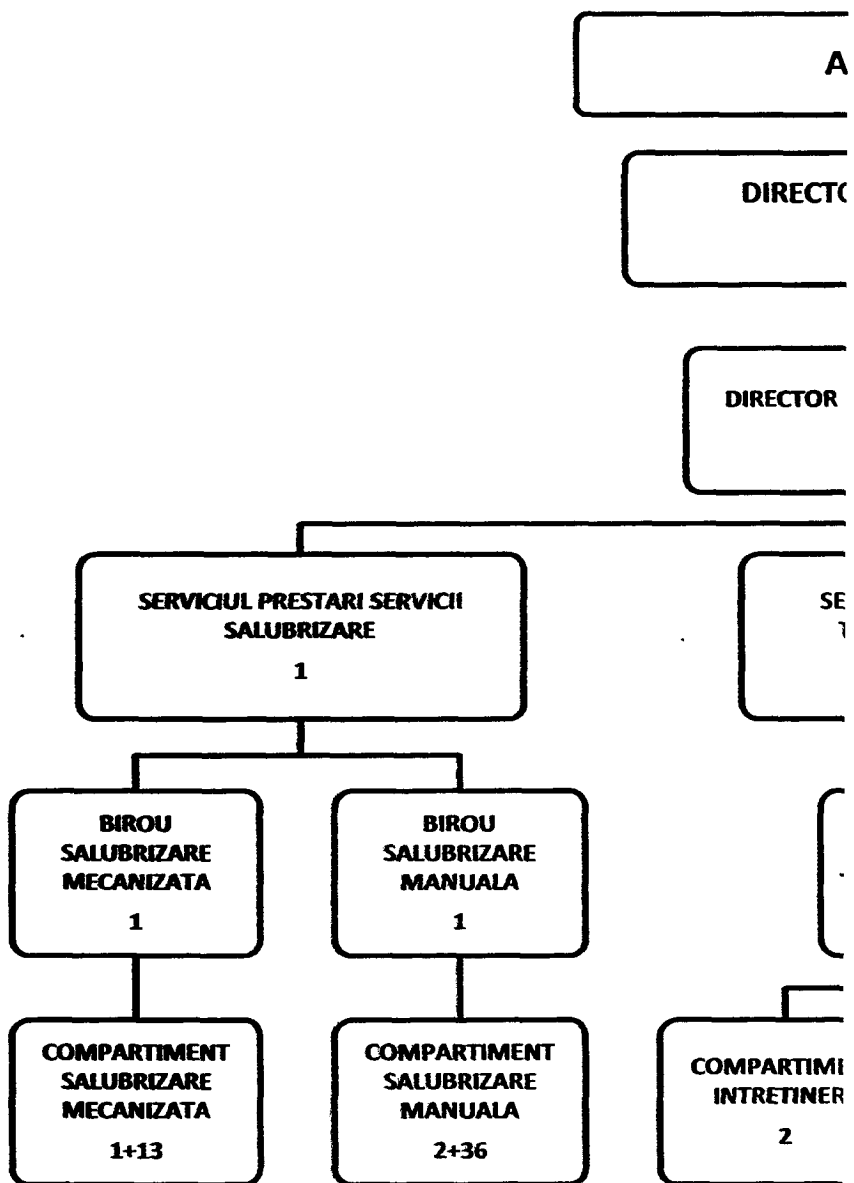 DIRECTOR
SERVICIUL PRESTARI SERVICII
SALUBRIZARE
1
BIROU
SALUBRIZARE
MECANIZATA
1
BIROU
SALUBRIZARE
MANUALA
1
COMPARTIMENT
SALUBRIZARE
MECANIZATA
1+13
COMPARTIMENT
SALUBRIZARE
MANUALA
2+36
2